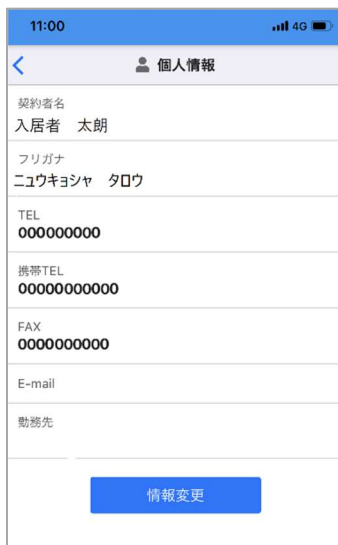 11:00 4G
個人情報
契約者名
入居者　太朗
フリガナ
ニュウキョシャ　タロウ
TEL
000000000
携帯TEL
00000000000
FAX
0000000000
E-mail
勤務先
情報変更